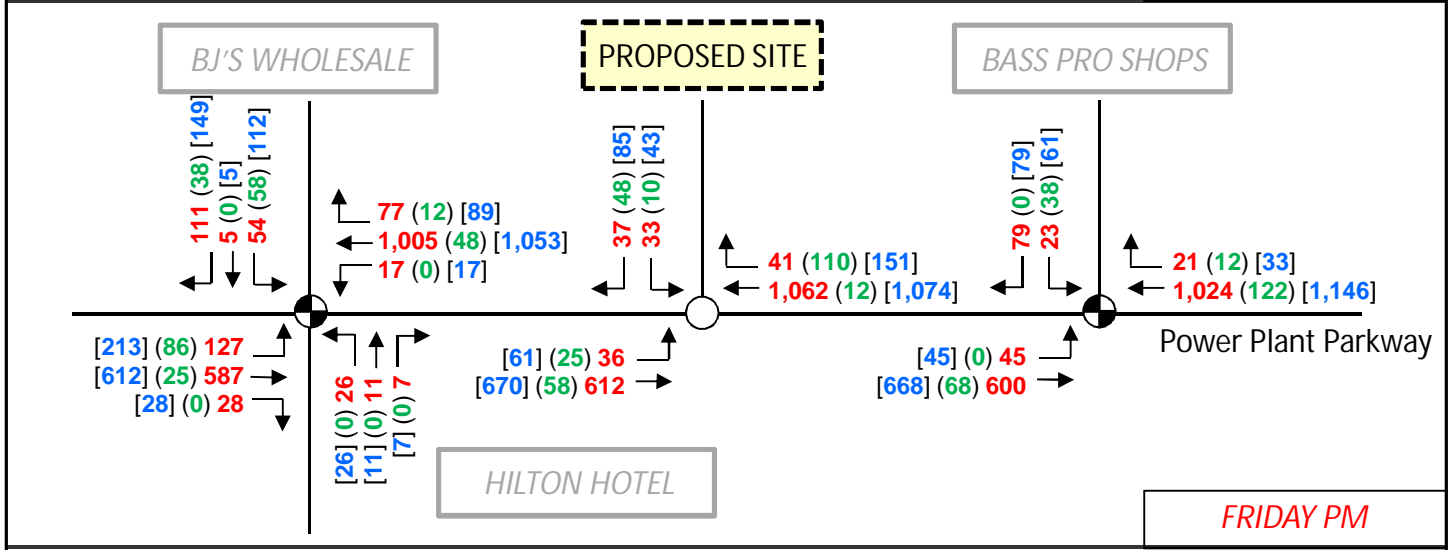 BJ'S WHOLESALE
PROPOSED SITE
BASS PRO SHOPS
111 (38) [149]
5 (0) [5]
54 (58) [112]
77 (12) [89]
1,005 (48) [1,053]
17 (0) [17]
37 (48) [85]
33 (10) [43]
41 (110) [151]
1,062 (12) [1,074]
79 (0) [79]
23 (38) [61]
21 (12) [33]
1,024 (122) [1,146]
Power Plant Parkway
[213] (86) 127
[612] (25) 587
[28] (0) 28
[26] (0) 26
[11] (0) 11
[7] (0) 7
[61] (25) 36
[670] (58) 612
[45] (0) 45
[668] (68) 600
HILTON HOTEL
FRIDAY PM